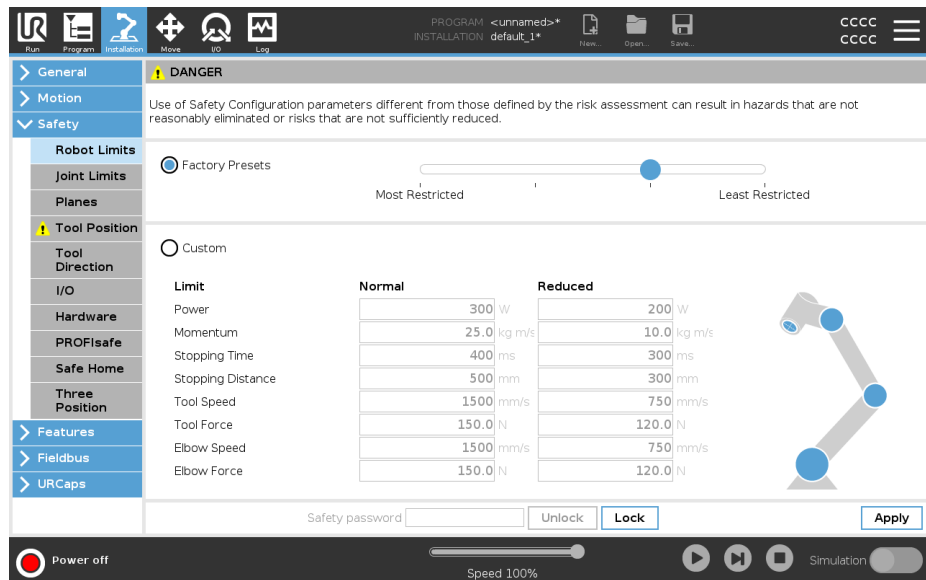 PROGRAM <unnamed>*
INSTALLATION default_1*
UR
Run Program Installation Move I/O Log New... Open... Save...
CCCC
CCCC
General
Motion
Safety
Robot Limits
Joint Limits
Planes
Tool Position
Tool
Direction
I/O
Hardware
PROFIsafe
Safe Home
Three
Position
Features
Fieldbus
URCaps
DANGER
Use of Safety Configuration parameters different from those defined by the risk assessment can result in hazards that are not
reasonably eliminated or risks that are not sufficiently reduced.
Factory Presets
Most Restricted Least Restricted
Custom
Limit Normal Reduced
Power 300 W 200 W
Momentum 25.0 kg m/s 10.0 kg m/s
Stopping Time 400 ms 300 ms
Stopping Distance 500 mm 300 mm
Tool Speed 1500 mm/s 750 mm/s
Tool Force 150.0 N 120.0 N
Elbow Speed 1500 mm/s 750 mm/s
Elbow Force 150.0 N 120.0 N
Safety password Unlock Lock Apply
Power off
Speed 100%
Simulation